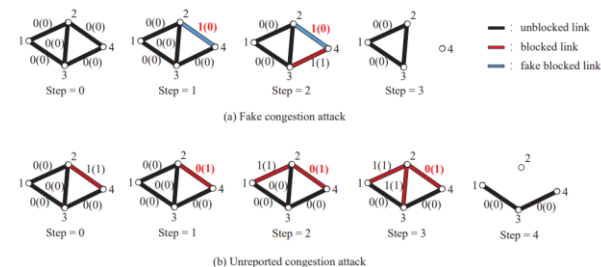 2
0(0) 0(0)
1 0(0) 4
0(0) 0(0)
3
Step = 0
2
0(0) 1(0)
1 0(0) 4
0(0) 0(0)
3
Step = 1
2
0(0) 1(0)
1 0(0) 4
0(0) 1(1)
3
Step = 2
2
0(0)
1 0(0) 4
0(0)
3
Step = 3
: unblocked link
: blocked link
: fake blocked link
(a) Fake congestion attack
2
0(0) 1(1)
1 0(0) 4
0(0) 0(0)
3
Step = 0
2
0(0) 0(1)
1 0(0) 4
0(0) 0(0)
3
Step = 1
2
1(1) 0(1)
1 0(0) 4
0(0) 0(0)
3
Step = 2
2
1(1) 0(1)
1 1(1) 4
0(0) 0(0)
3
Step = 3
2
1 4
0(0) 0(0)
3
Step = 4
(b) Unreported congestion attack